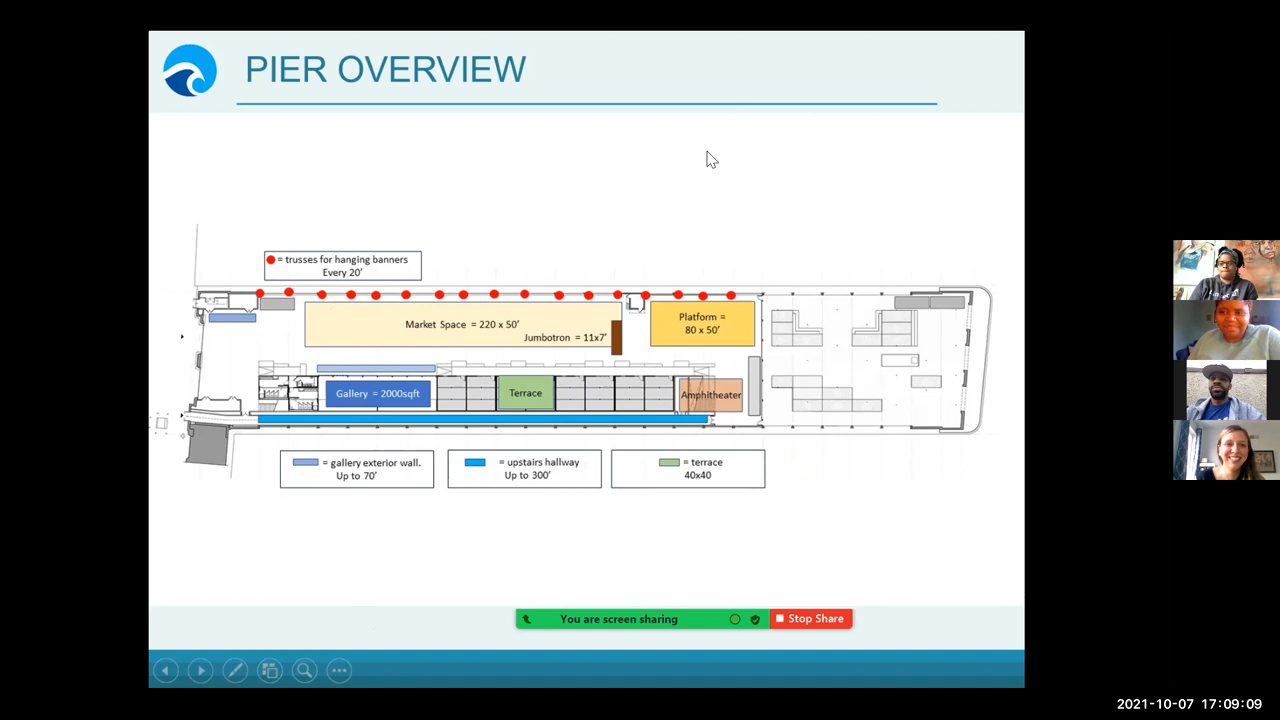 PIER OVERVIEW
= trusses for hanging banners
Every 20'
Market Space = 220 x 50'
Jumbotron = 11x7'
Platform =
80 x 50'
Gallery = 2000sqft
Terrace
Amphitheater
= gallery exterior wall.
Up to 70'
= upstairs hallway
Up to 300'
= terrace
40x40
You are screen sharing
Stop Share
2021-10-07 17:09:09